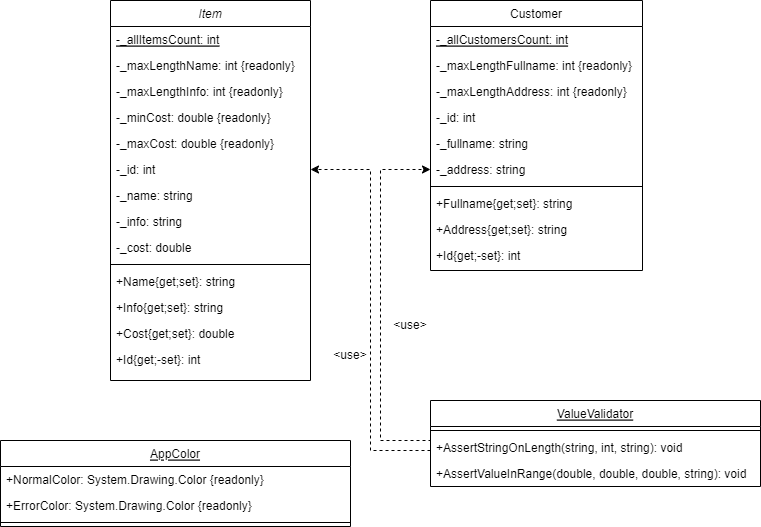 Item
-_allItemsCount: int
-_maxLengthName: int {readonly}
-_maxLengthInfo: int {readonly}
-_minCost: double {readonly}
-_maxCost: double {readonly}
-_id: int
-_name: string
-_info: string
-_cost: double
+Name{get;set}: string
+Info{get;set}: string
+Cost{get;set}: double
+Id{get;-set}: int
Customer
-_allCustomersCount: int
-_maxLengthFullname: int {readonly}
-_maxLengthAddress: int {readonly}
-_id: int
-_fullname: string
-_address: string
+Fullname{get;set}: string
+Address{get;set}: string
+Id{get;-set}: int
<use>
<use>
AppColor
+NormalColor: System.Drawing.Color {readonly}
+ErrorColor: System.Drawing.Color {readonly}
ValueValidator
+AssertStringOnLength(string, int, string): void
+AssertValueInRange(double, double, double, string): void